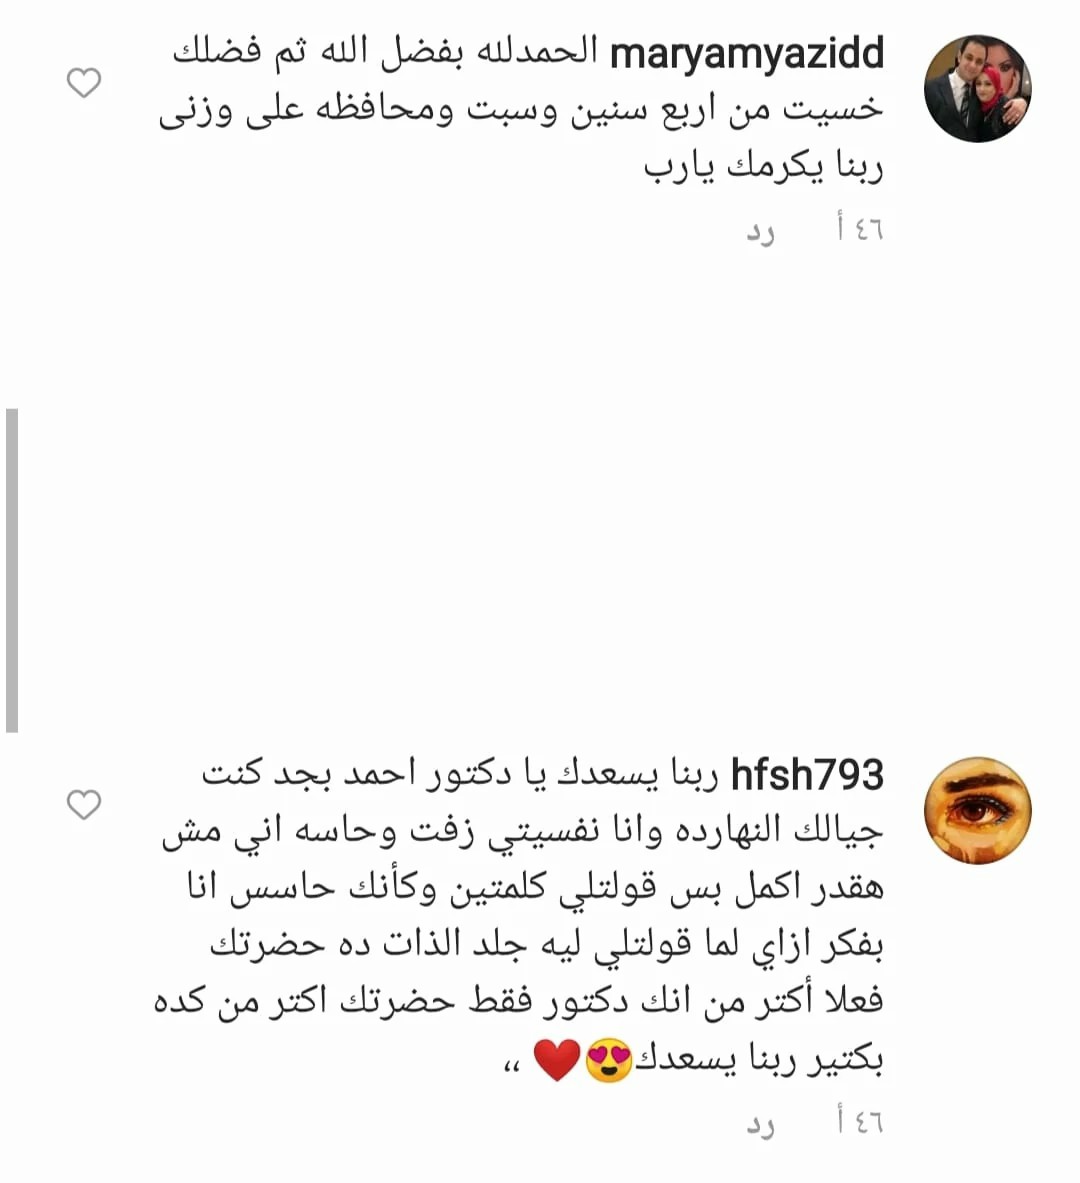 maryamyazidd الحمدلله بفضل الله ثم فضلك
خسيت من اربع سنين وسبت ومحافظه على وزنى
ربنا يكرمك يارب
٤٦ أ رد
hfsh793 ربنا يسعدك يا دكتور احمد بجد كنت
جيالك النهارده وانا نفسيتي زفت وحاسه اني مش
هقدر اكمل بس قولتلي كلمتين وكأنك حاسس انا
بفكر ازاي لما قولتلي ليه جلد الذات ده حضرتك
فعلا أكتر من انك دكتور فقط حضرتك اكتر من كده
بكتير ربنا يسعدك😍❤️ ،،
٤٦ أ رد